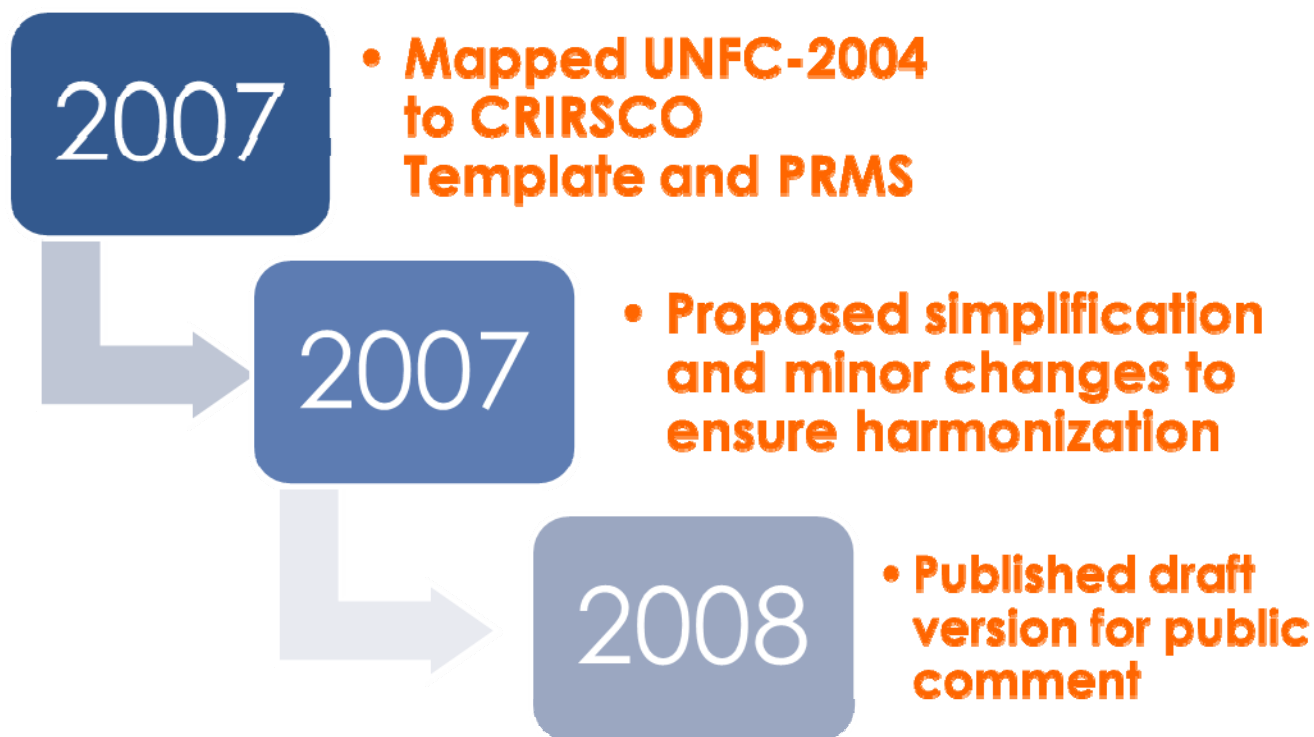 2007
• Mapped UNFC-2004
to CRIRSCO
Template and PRMS
2007
• Proposed simplification
and minor changes to
ensure harmonization
2008
• Published draft
version for public
comment